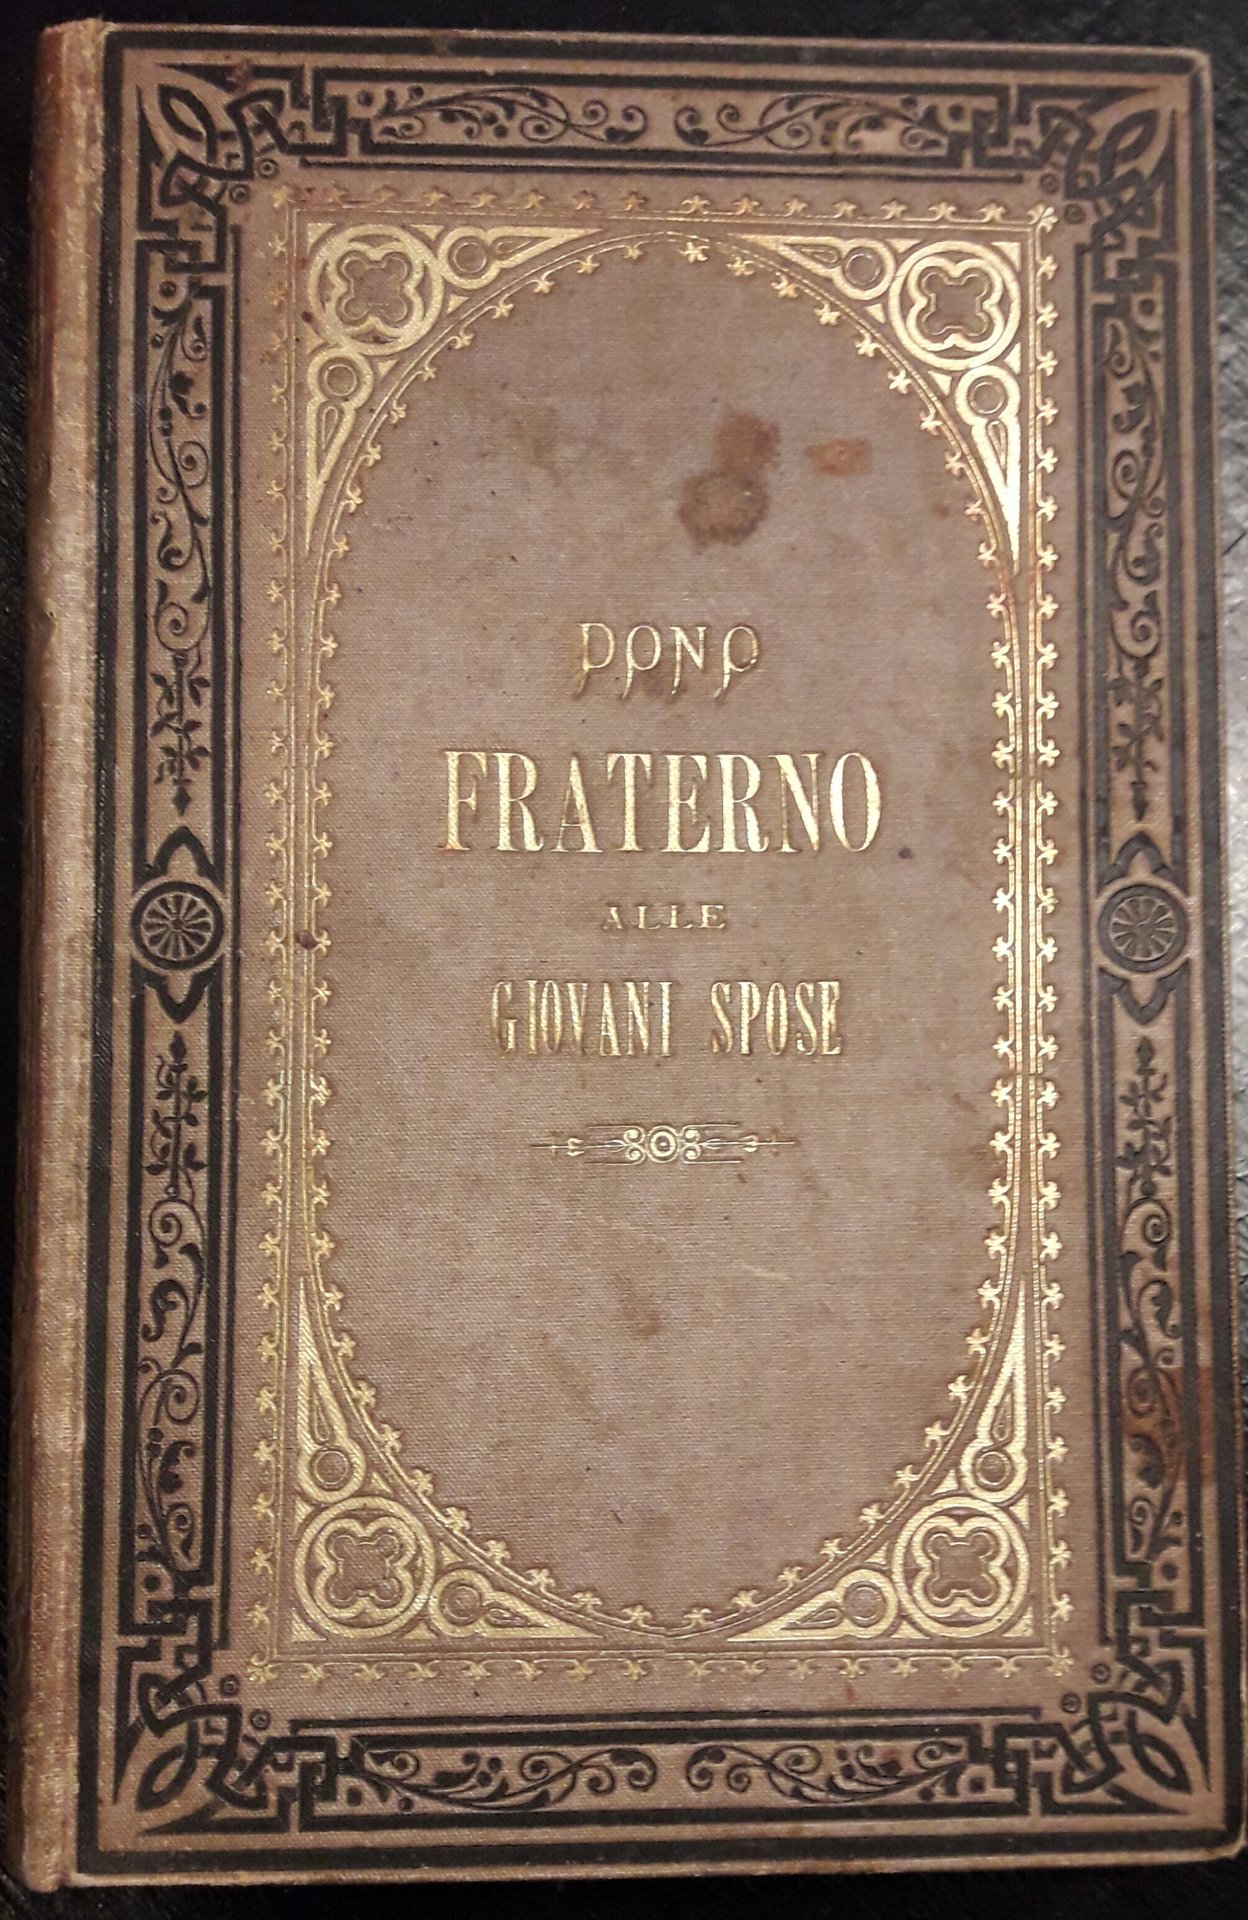 DONO
FRATERNO
ALLE
GIOVANI SPOSE